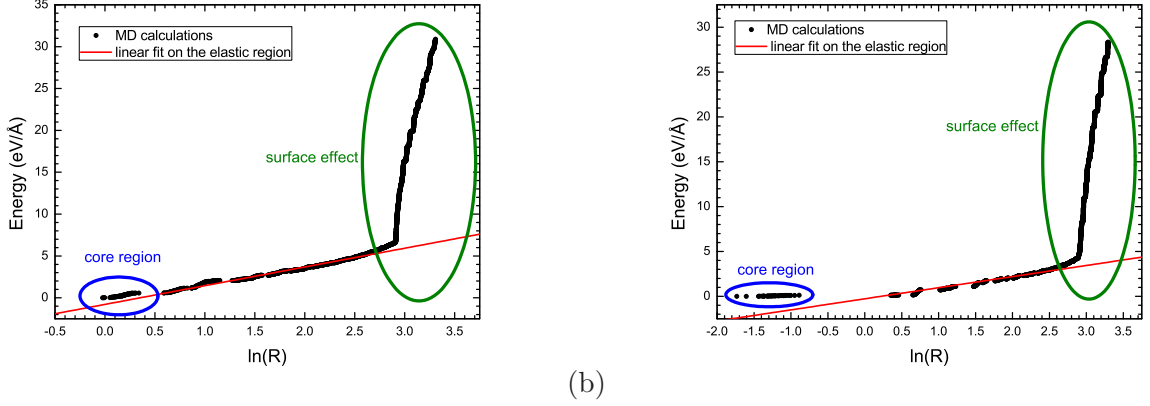 35
30
25
20
15
10
5
0
Energy (eV/Å)
MD calculations
linear fit on the elastic region
surface effect
core region
-0.5 0.0 0.5 1.0 1.5 2.0 2.5 3.0 3.5
ln(R)
(b)
30
25
20
15
10
5
0
Energy (eV/Å)
MD calculations
linear fit on the elastic region
surface effect
core region
-2.0 -1.5 -1.0 -0.5 0.0 0.5 1.0 1.5 2.0 2.5 3.0 3.5
ln(R)